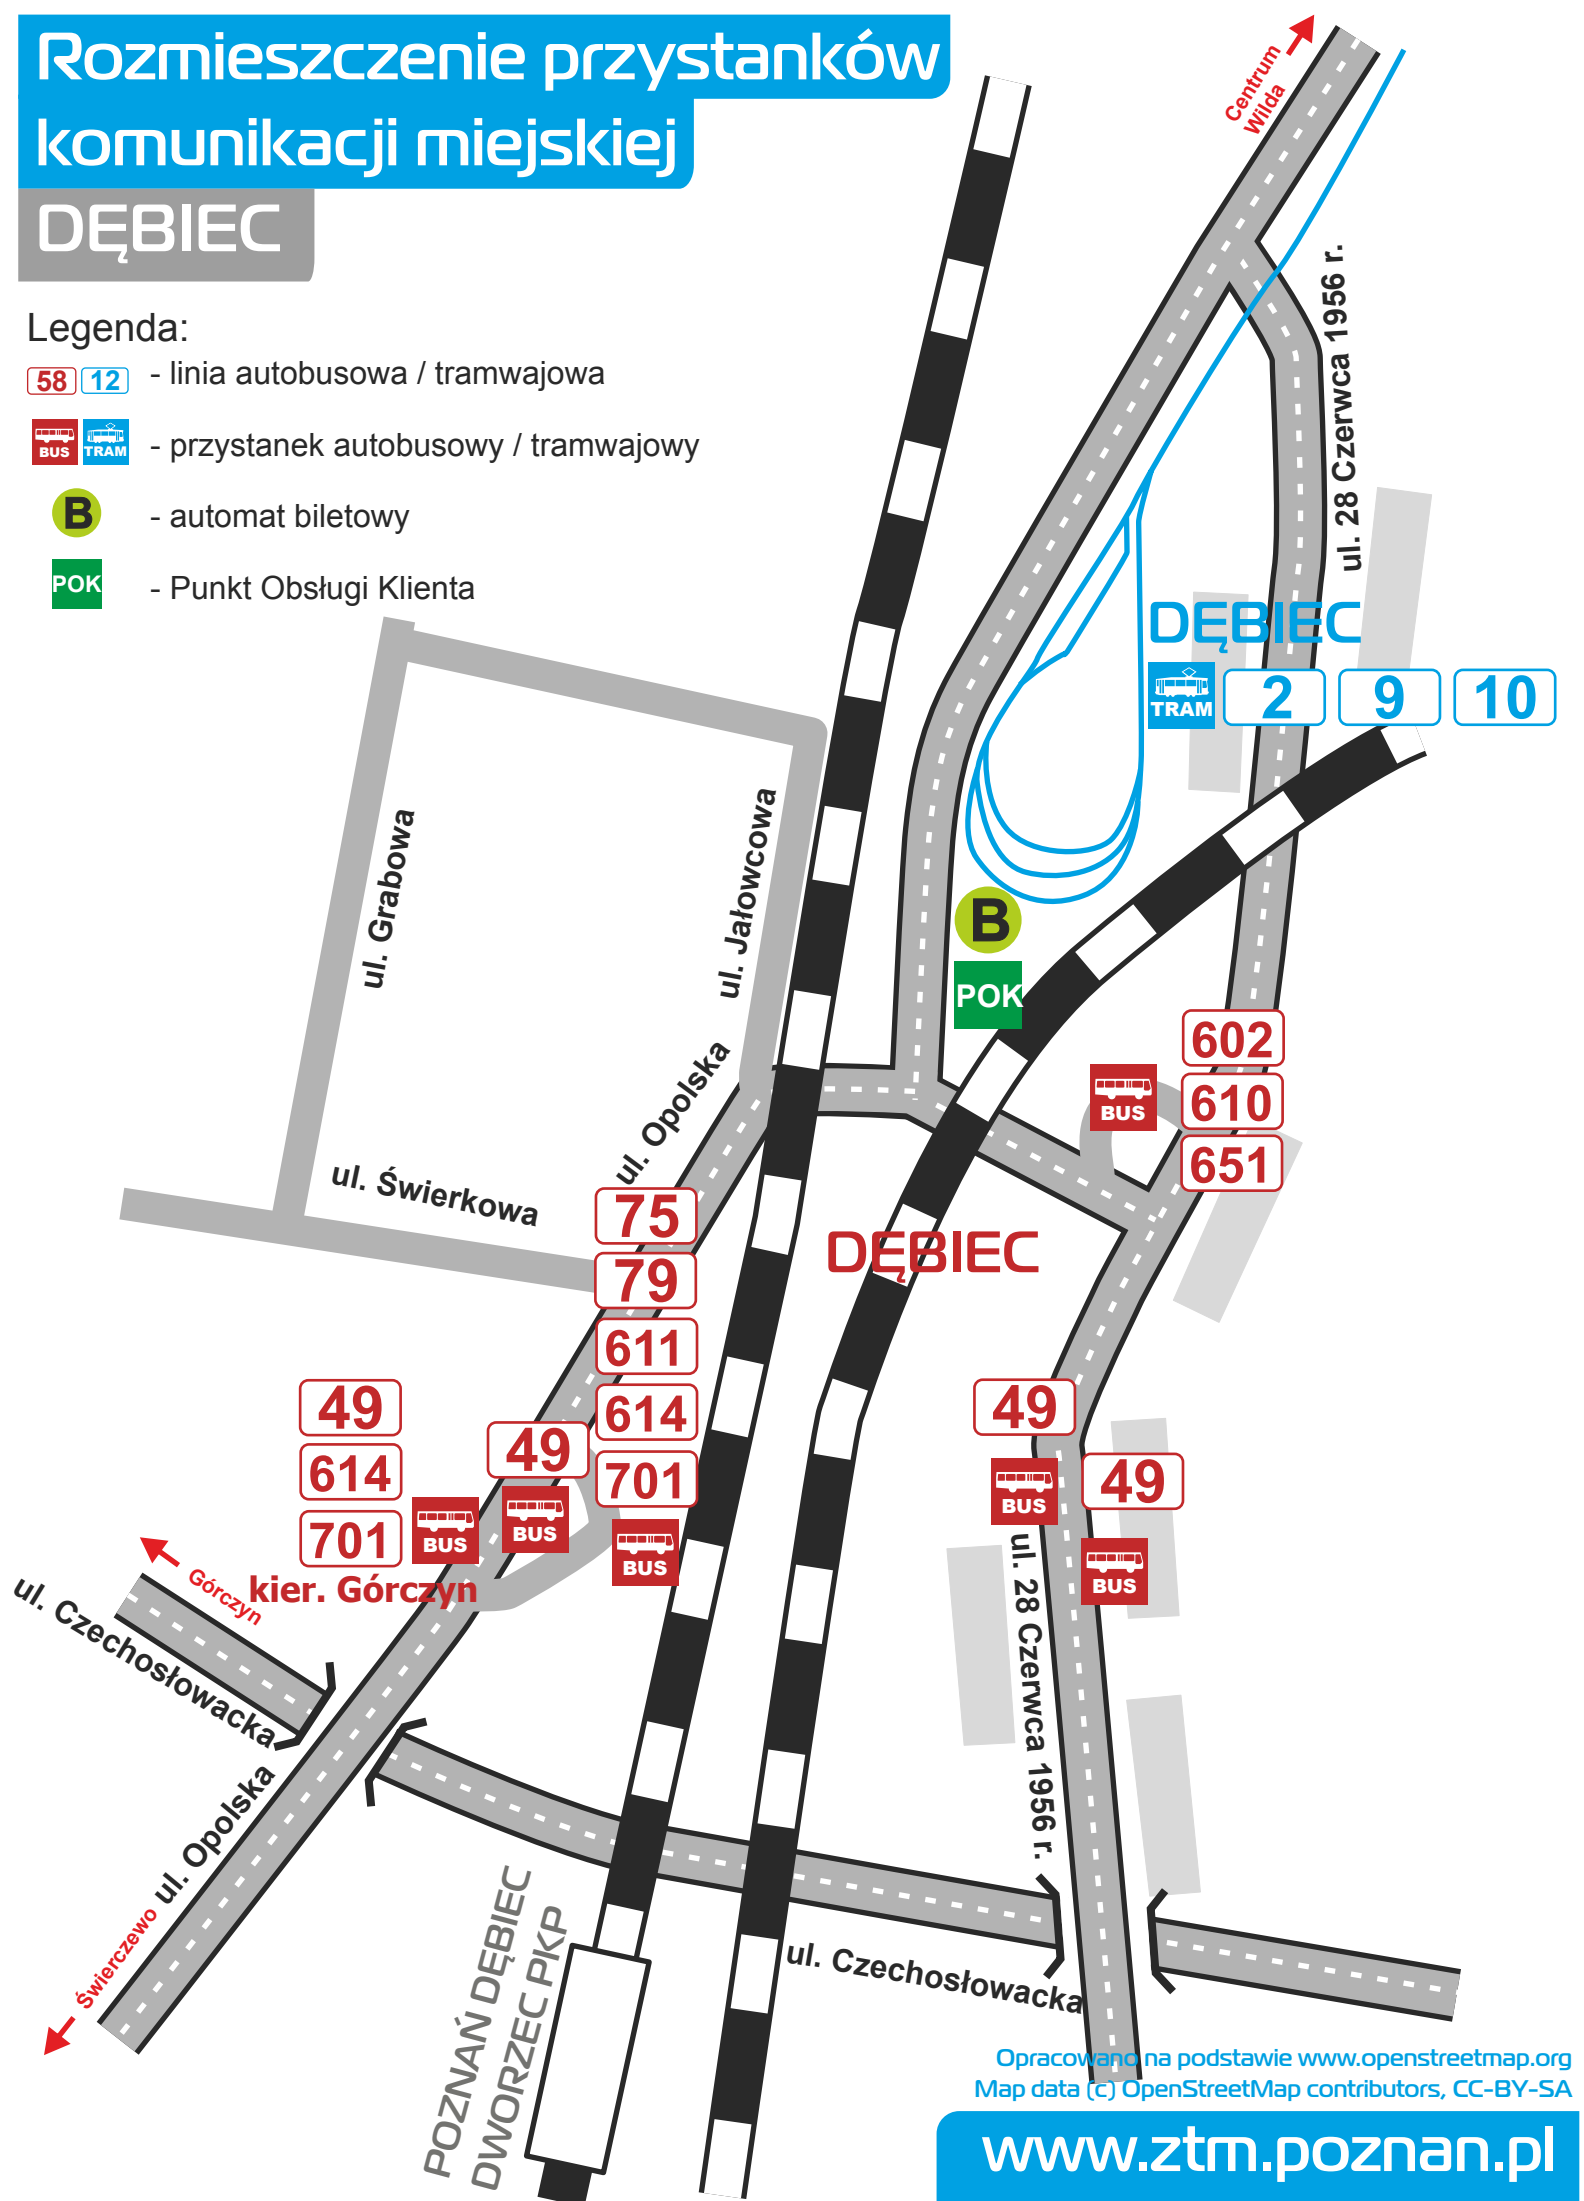 Rozmieszczenie przystanków
komunikacji miejskiej
DĘBIEC
Legenda:
58 12 - linia autobusowa / tramwajowa
BUS TRAM - przystanek autobusowy / tramwajowy
B - automat biletowy
POK - Punkt Obsługi Klienta
Centrum
Wilda
ul. 28 Czerwca 1956 r.
DĘBIEC
TRAM 2 9 10
ul. Grabowa
ul. Jałowcowa
B
POK
ul. Opolska
ul. Świerkowa
602
BUS 610
651
DĘBIEC
75
79
611
614
701
BUS
49
BUS
49
614
701
BUS
kier. Górczyn
49
BUS
49
BUS
Górczyn
ul. Czechosłowacka
ul. 28 Czerwca 1956 r.
ul. Opolska
Świerczewo
POZNAŃ DĘBIEC
DWORZEC PKP
ul. Czechosłowacka
Opracowano na podstawie www.openstreetmap.org
Map data (c) OpenStreetMap contributors, CC-BY-SA
www.ztm.poznan.pl